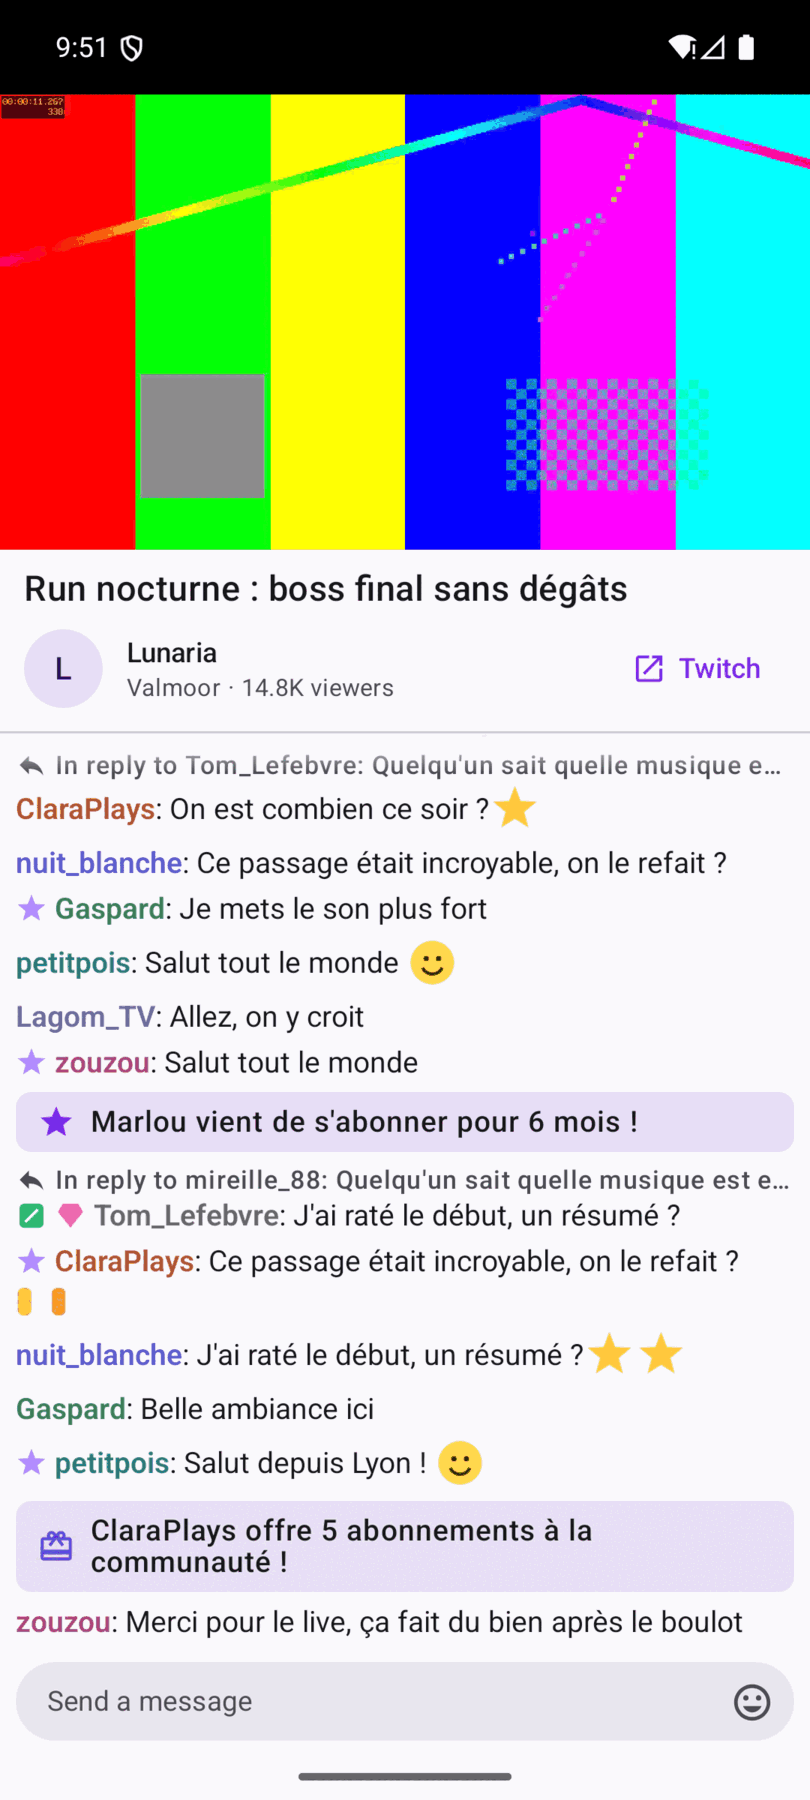 9:51
00:00:11.267
330
Run nocturne : boss final sans dégâts
L
Lunaria
Valmoor · 14.8K viewers
Twitch
In reply to Tom_Lefebvre: Quelqu'un sait quelle musique e...
ClaraPlays: On est combien ce soir ?
nuit_blanche: Ce passage était incroyable, on le refait ?
Gaspard: Je mets le son plus fort
petitpois: Salut tout le monde
Lagom_TV: Allez, on y croit
zouzou: Salut tout le monde
Marlou vient de s'abonner pour 6 mois !
In reply to mireille_88: Quelqu'un sait quelle musique est e...
Tom_Lefebvre: J'ai raté le début, un résumé ?
ClaraPlays: Ce passage était incroyable, on le refait ?
nuit_blanche: J'ai raté le début, un résumé ?
Gaspard: Belle ambiance ici
petitpois: Salut depuis Lyon !
ClaraPlays offre 5 abonnements à la
communauté !
zouzou: Merci pour le live, ça fait du bien après le boulot
Send a message